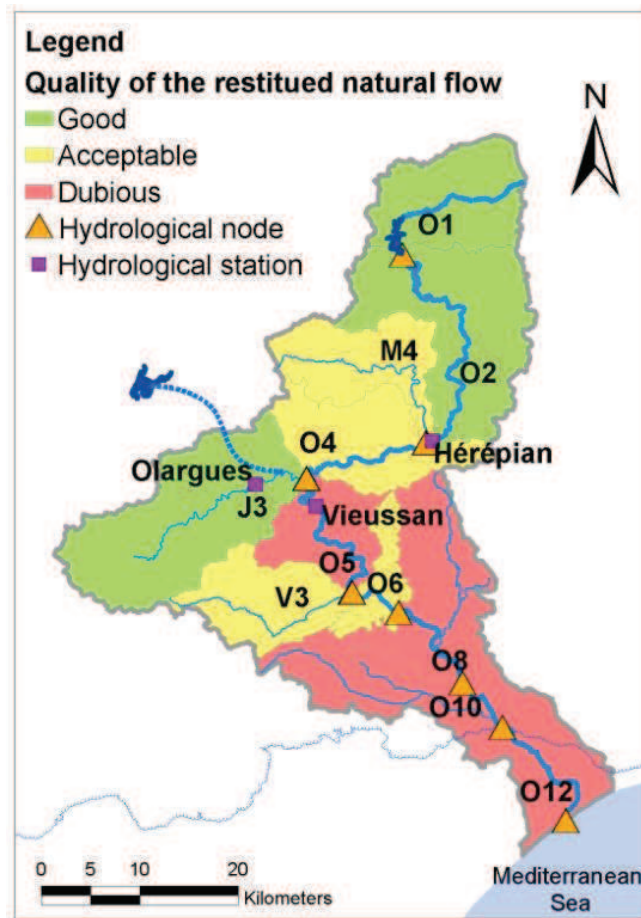 Legend
Quality of the restitued natural flow
Good
Acceptable
Dubious
Hydrological node
Hydrological station
N
O1
M4
O2
O4
Hérépian
Olargues
J3
Vieussan
O5
O6
V3
O8
O10
O12
0 5 10 20
Kilometers
Mediterranean
Sea